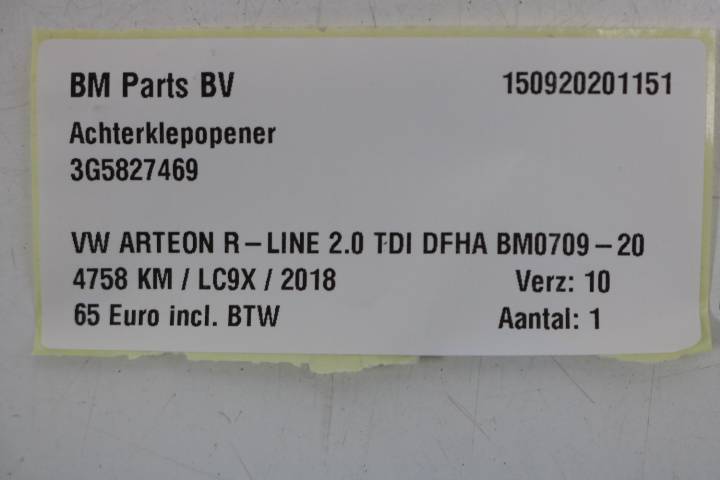 BM Parts BV 150920201151
Achterklepopener
3G5827469
VW ARTEON R-LINE 2.0 TDI DFHA BM0709-20
4758 KM / LC9X / 2018 Verz: 10
65 Euro incl. BTW Aantal: 1